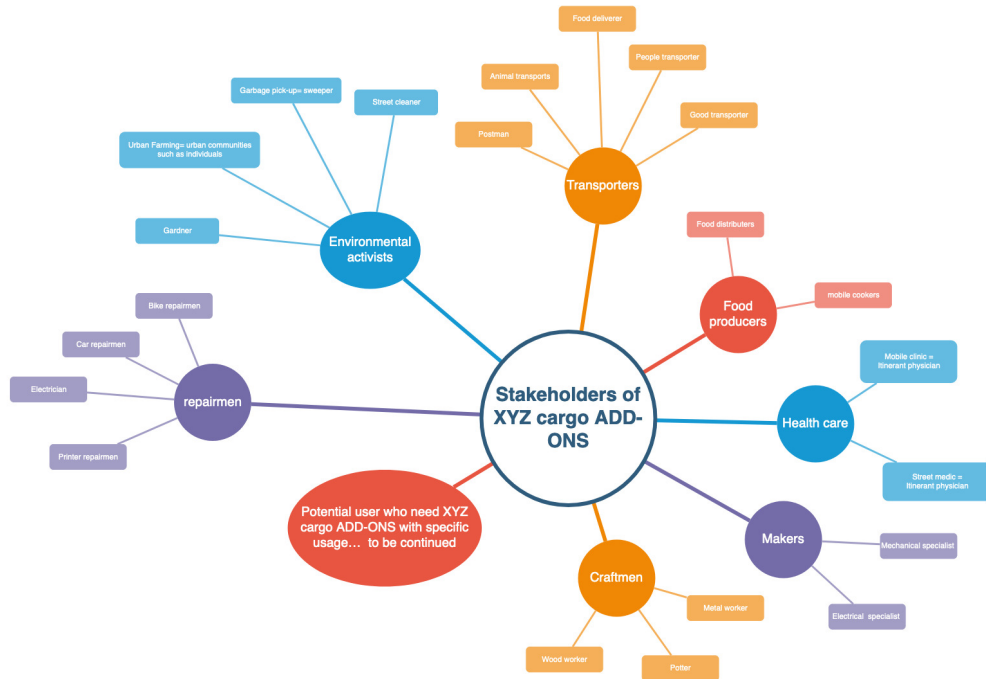 Food deliverer
People transporter
Animal transports
Good transporter
Postman
Transporters
Garbage pick-up= sweeper
Street cleaner
Urban Farming= urban communities
such as individuals
Gardner
Environmental
activists
Food distributers
mobile cookers
Food
producers
Bike repairmen
Car repairmen
Electrician
Printer repairmen
repairmen
Stakeholders of
XYZ cargo ADD-
ONS
Mobile clinic =
Itinerant physician
Health care
Street medic =
Itinerant physician
Potential user who need XYZ
cargo ADD-ONS with specific
usage... to be continued
Makers
Mechanical specialist
Electrical specialist
Craftmen
Metal worker
Wood worker
Potter